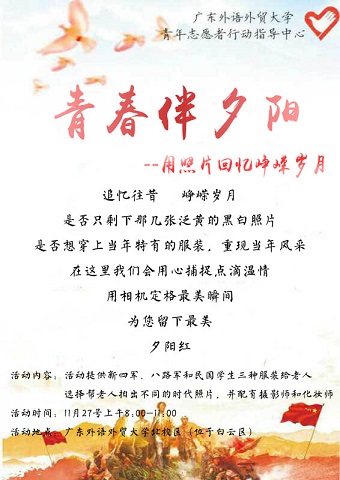 广东外语外贸大学
青年志愿者行动指导中心
青春伴夕阳
--用照片回忆峥嵘岁月
追忆往昔 峥嵘岁月
是否只剩下那几张泛黄的黑白照片
是否想穿上当年特有的服装，重现当年风采
在这里我们会用心捕捉点滴温情
用相机定格最美瞬间
为您留下最美
夕阳红
活动内容：活动提供新四军、八路军和民国学生三种服装给老人
选择帮老人拍出不同的时代照片，并配有摄影师和化妆师
活动时间：11月27号上午8:00-11:00
活动地点：广东外语外贸大学北校区（位于白云区）